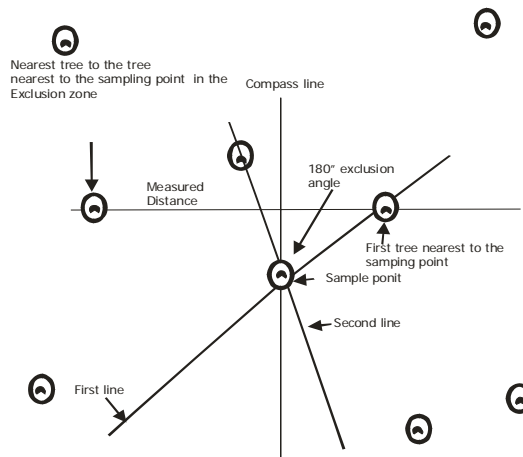 Nearest tree to the tree
nearest to the sampling point in the
Exclusion zone
Compass line
180° exclusion
angle
Measured
Distance
First tree nearest to the
samping point
Sample ponit
Second line
First line